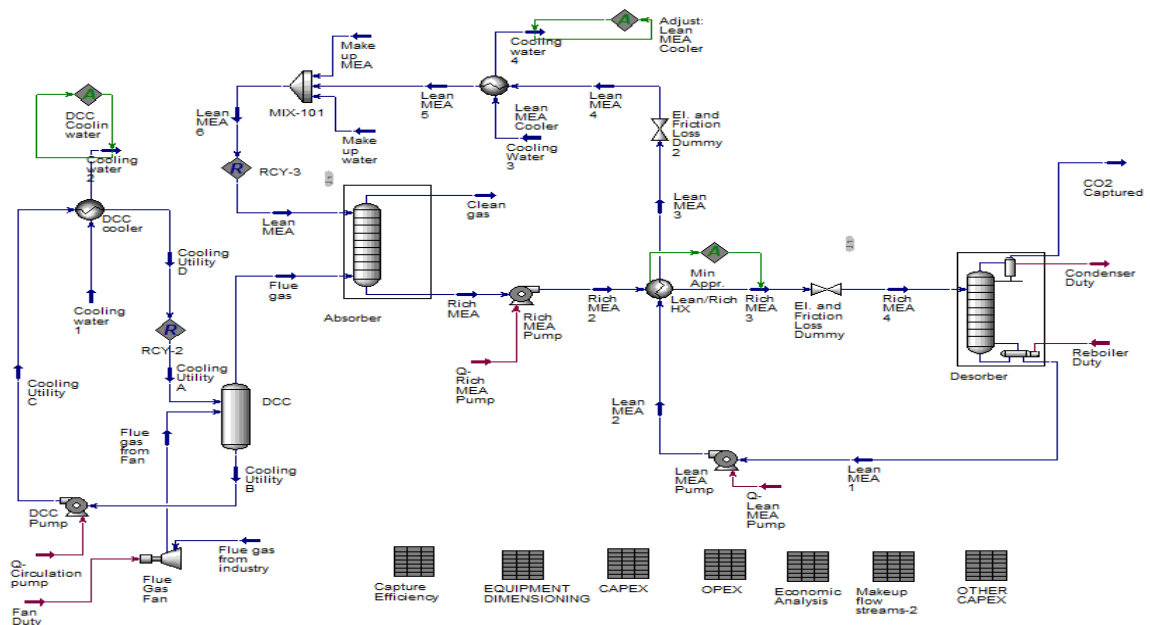 A
Adjust:
Lean
MEA
Cooler
Cooling
water
4
Make
up
MEA
MIX-101
Make
up
water
Lean
MEA
5
Lean
MEA
Cooler
Cooling
Water
3
Lean
MEA
4
El. and
Friction
Loss
Dummy
2
A
DCC
Coolin
water
Cooling
water
2
DCC
cooler
Lean
MEA
6
R
RCY-3
Lean
MEA
Clean
gas
Lean
MEA
3
CO2
Captured
Cooling
Utility
D
Cooling
water
1
R
RCY-2
Flue
gas
Absorber
Rich
MEA
Rich
MEA
Pump
Q-
Rich
MEA
Pump
Rich
MEA
2
A
Min
Appr.
Lean/Rich
HX
Rich
MEA
3
El. and
Friction
Loss
Dummy
Rich
MEA
4
Condenser
Duty
Reboiler
Duty
Desorber
Cooling
Utility
C
Cooling
Utility
A
DCC
Flue
gas
from
Fan
Cooling
Utility
B
Lean
MEA
2
Lean
MEA
Pump
Q-
Lean
MEA
Pump
Lean
MEA
1
DCC
Pump
Q-
Circulation
pump
Fan
Duty
Flue
Gas
Fan
Flue gas
from
industry
Capture
Efficiency
EQUIPMENT
DIMENSIONING
CAPEX
OPEX
Economic
Analysis
Makeup
flow
streams-2
OTHER
CAPEX